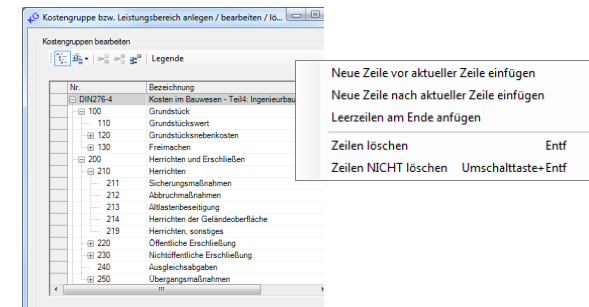 Kostengruppe bzw. Leistungsbereich anlegen / bearbeiten / lö...
Kostengruppen bearbeiten
Legende
Nr. Bezeichnung
DIN276-4 Kosten im Bauwesen - Teil4: Ingenieurbau
100 Grundstück
110 Grundstückswert
120 Grundstücksnebenkosten
130 Freimachen
200 Herrichten und Erschließen
210 Herrichten
211 Sicherungsmaßnahmen
212 Abbruchmaßnahmen
213 Altlastenbeseitigung
214 Herrichten der Geländeoberfläche
219 Herrichten, sonstiges
220 Öffentliche Erschließung
230 Nichtöffentliche Erschließung
240 Ausgleichsabgaben
250 Übergangsmaßnahmen
Neue Zeile vor aktueller Zeile einfügen
Neue Zeile nach aktueller Zeile einfügen
Leerzeilen am Ende anfügen
Zeilen löschen Entf
Zeilen NICHT löschen Umschalttaste+Entf